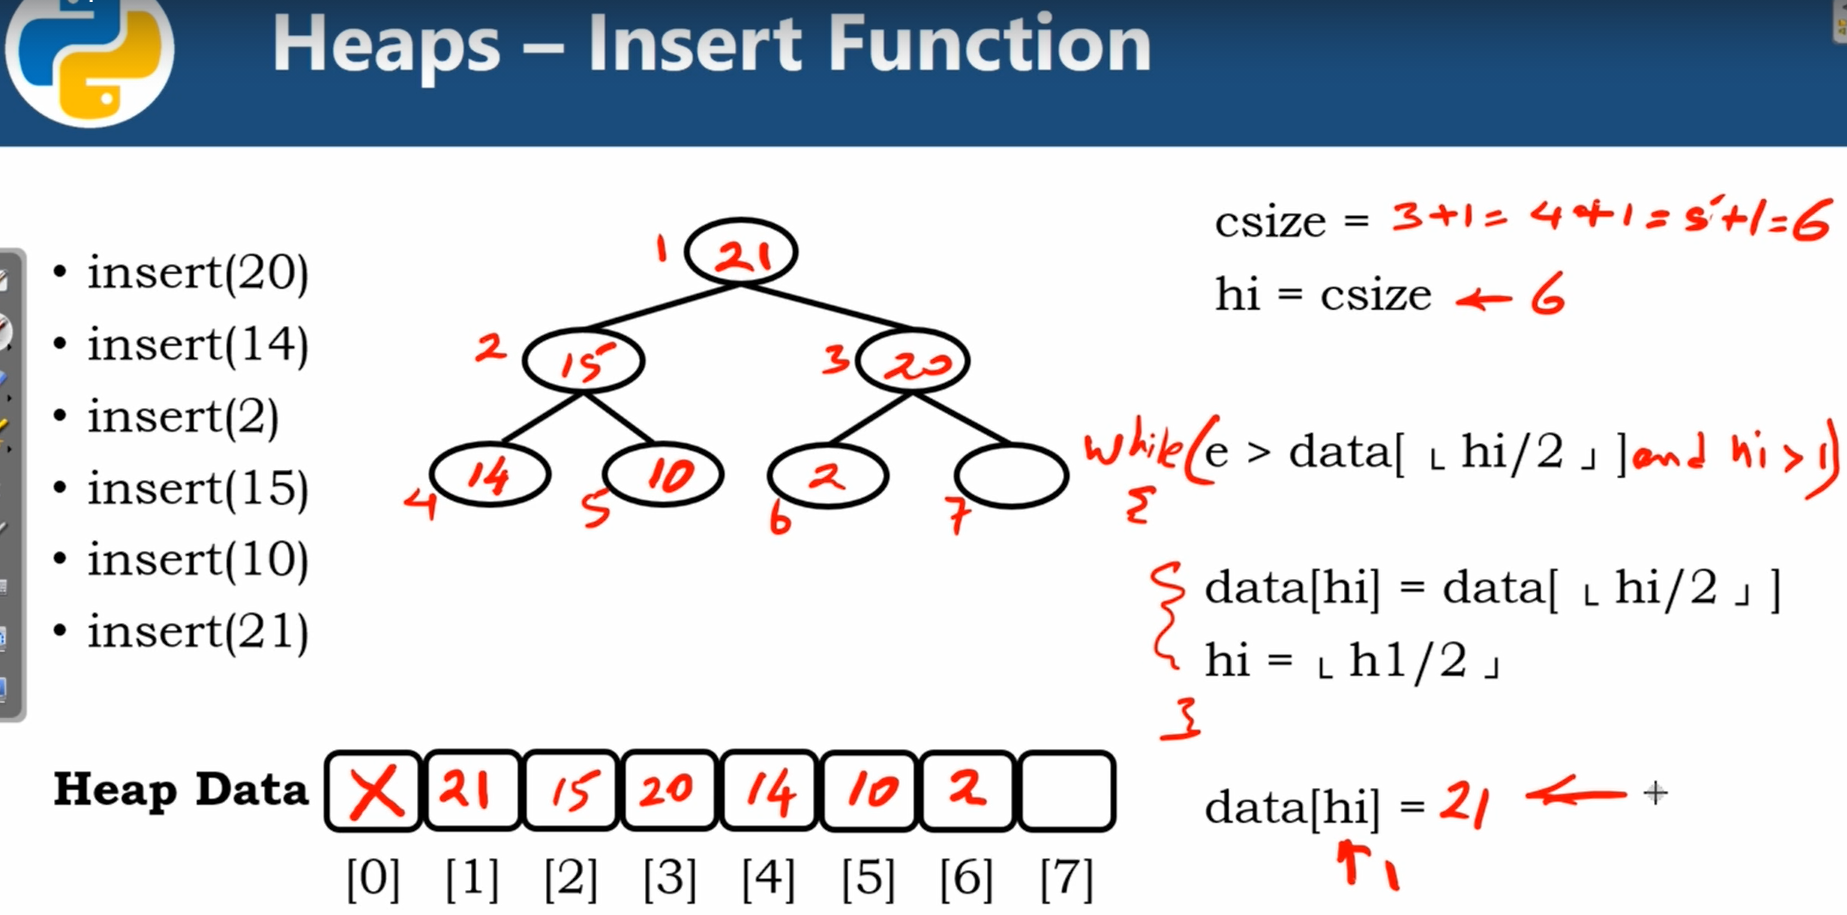 Heaps – Insert Function
• insert(20)
• insert(14)
• insert(2)
• insert(15)
• insert(10)
• insert(21)
1 21
2 15 3 20
4 14 5 10 6 2 7
csize = 3+1= 4+1=5+1=6
hi = csize ← 6
while(e > data[ ⌞ hi/2 ⌟ ]and hi>1)
{
data[hi] = data[ ⌞ hi/2 ⌟ ]
hi = ⌞ h1/2 ⌟
}
data[hi] = 21 ←
↑1
Heap Data X 21 15 20 14 10 2
[0] [1] [2] [3] [4] [5] [6] [7]